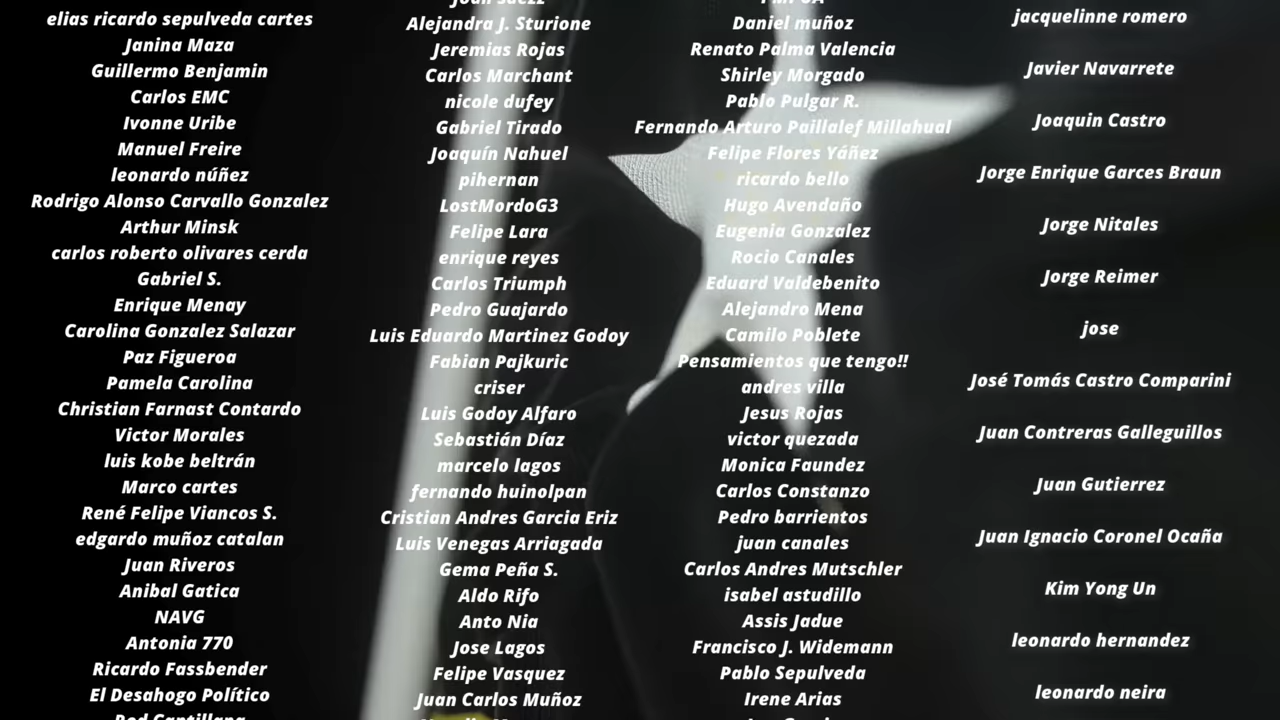 elias ricardo sepulveda cartes
Janina Maza
Guillermo Benjamin
Carlos EMC
Ivonne Uribe
Manuel Freire
leonardo núñez
Rodrigo Alonso Carvallo Gonzalez
Arthur Minsk
carlos roberto olivares cerda
Gabriel S.
Enrique Menay
Carolina Gonzalez Salazar
Paz Figueroa
Pamela Carolina
Christian Farnast Contardo
Victor Morales
luis kobe beltrán
Marco cartes
René Felipe Viancos S.
edgardo muñoz catalan
Juan Riveros
Anibal Gatica
NAVG
Antonia 770
Ricardo Fassbender
El Desahogo Político
Alejandra J. Sturione
Jeremias Rojas
Carlos Marchant
nicole dufey
Gabriel Tirado
Joaquín Nahuel
pihernan
LostMordoG3
Felipe Lara
enrique reyes
Carlos Triumph
Pedro Guajardo
Luis Eduardo Martinez Godoy
Fabian Pajkuric
criser
Luis Godoy Alfaro
Sebastián Díaz
marcelo lagos
fernando huinolpan
Cristian Andres Garcia Eriz
Luis Venegas Arriagada
Gema Peña S.
Aldo Rifo
Anto Nia
Jose Lagos
Felipe Vasquez
Juan Carlos Muñoz
Daniel muñoz
Renato Palma Valencia
Shirley Morgado
Pablo Pulgar R.
Fernando Arturo Paillalef Millahual
Felipe Flores Yáñez
ricardo bello
Hugo Avendaño
Eugenia Gonzalez
Rocio Canales
Eduard Valdebenito
Alejandro Mena
Camilo Poblete
Pensamientos que tengo!!
andres villa
Jesus Rojas
victor quezada
Monica Faundez
Carlos Constanzo
Pedro barrientos
juan canales
Carlos Andres Mutschler
isabel astudillo
Assis Jadue
Francisco J. Widemann
Pablo Sepulveda
Irene Arias
jacquelinne romero
Javier Navarrete
Joaquin Castro
Jorge Enrique Garces Braun
Jorge Nitales
Jorge Reimer
jose
José Tomás Castro Comparini
Juan Contreras Galleguillos
Juan Gutierrez
Juan Ignacio Coronel Ocaña
Kim Yong Un
leonardo hernandez
leonardo neira